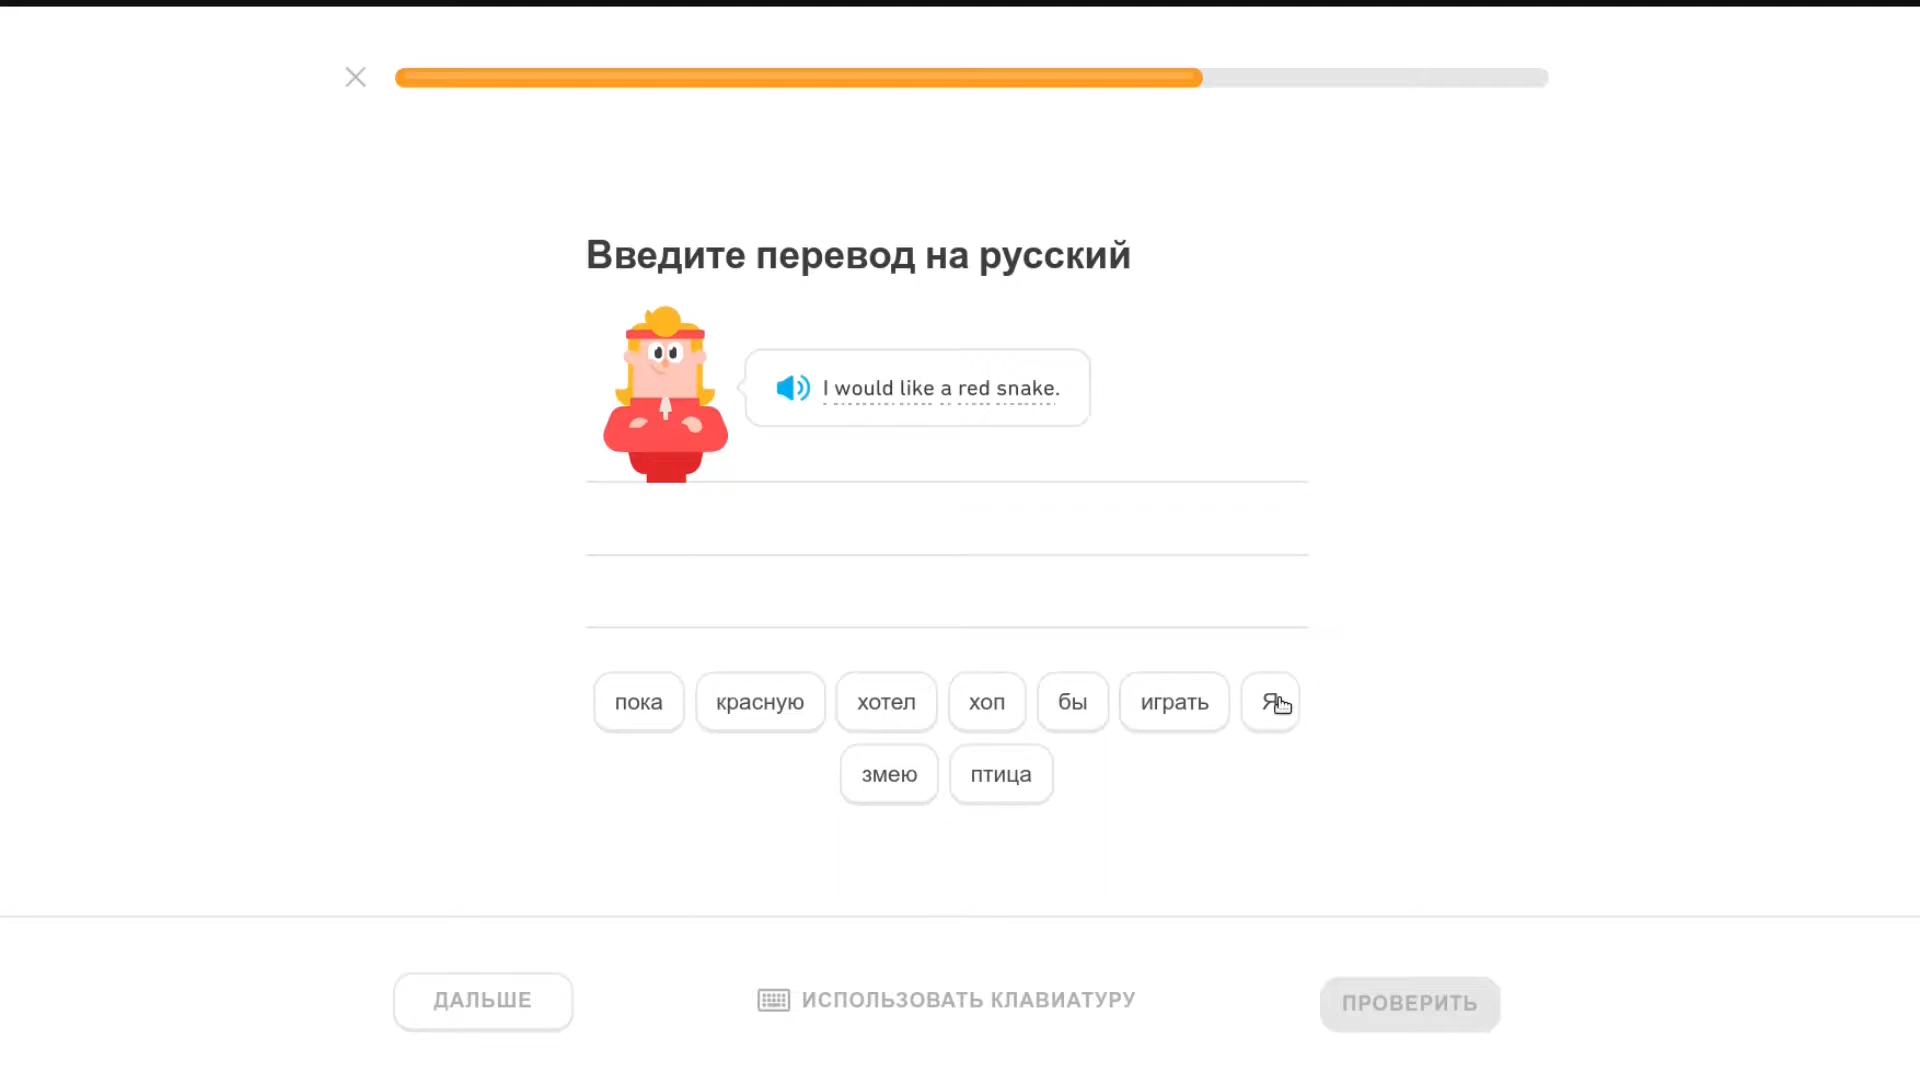 Введите перевод на русский
I would like a red snake.
пока красную хотел хоп бы играть Я
змею птица
ДАЛЬШЕ ИСПОЛЬЗОВАТЬ КЛАВИАТУРУ ПРОВЕРИТЬ